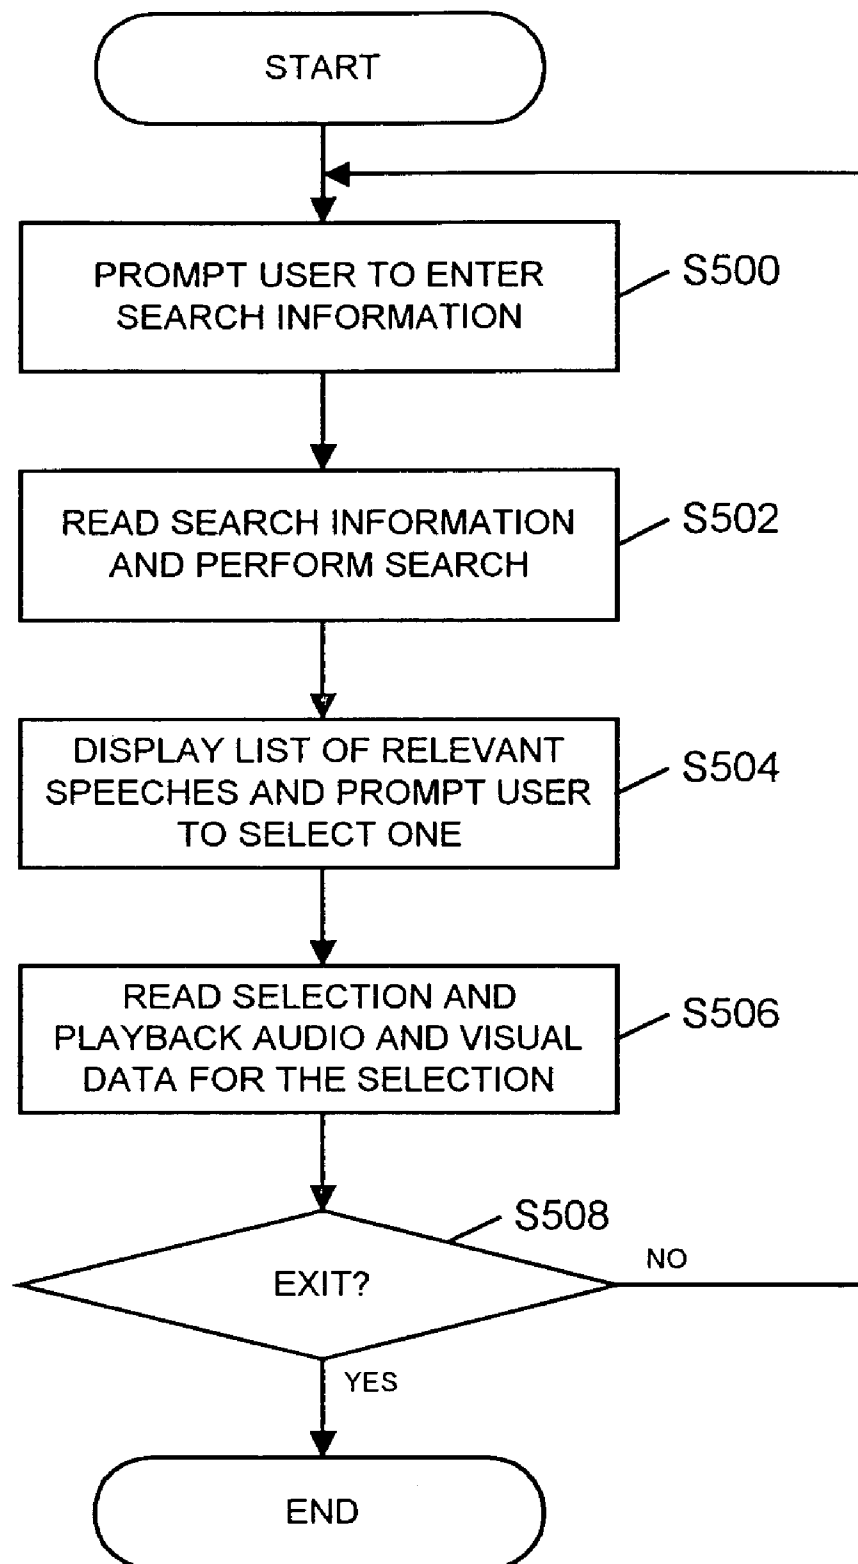 START
PROMPT USER TO ENTER
SEARCH INFORMATION
S500
READ SEARCH INFORMATION
AND PERFORM SEARCH
S502
DISPLAY LIST OF RELEVANT
SPEECHES AND PROMPT USER
TO SELECT ONE
S504
READ SELECTION AND
PLAYBACK AUDIO AND VISUAL
DATA FOR THE SELECTION
S506
S508
EXIT?
NO
YES
END